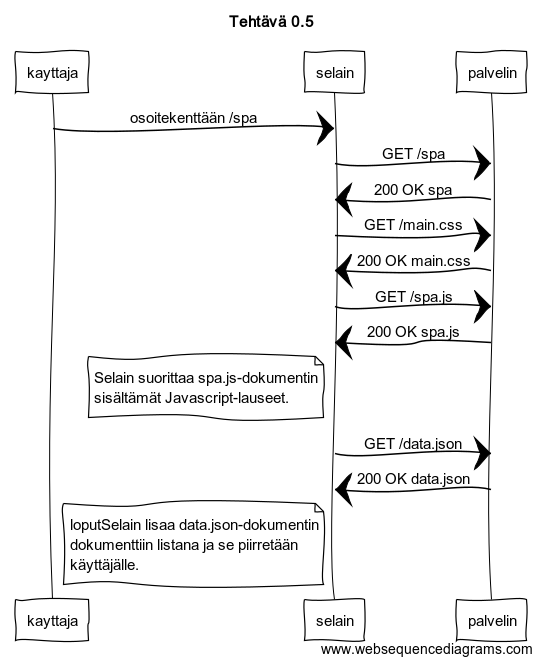 Tehtävä 0.5
kayttaja
selain
palvelin
osoitekenttään /spa
GET /spa
200 OK spa
GET /main.css
200 OK main.css
GET /spa.js
200 OK spa.js
Selain suorittaa spa.js-dokumentin
sisältämät Javascript-lauseet.
GET /data.json
200 OK data.json
loputSelain lisaa data.json-dokumentin
dokumenttiin listana ja se piirretään
käyttäjälle.
kayttaja
selain
palvelin
www.websequencediagrams.com